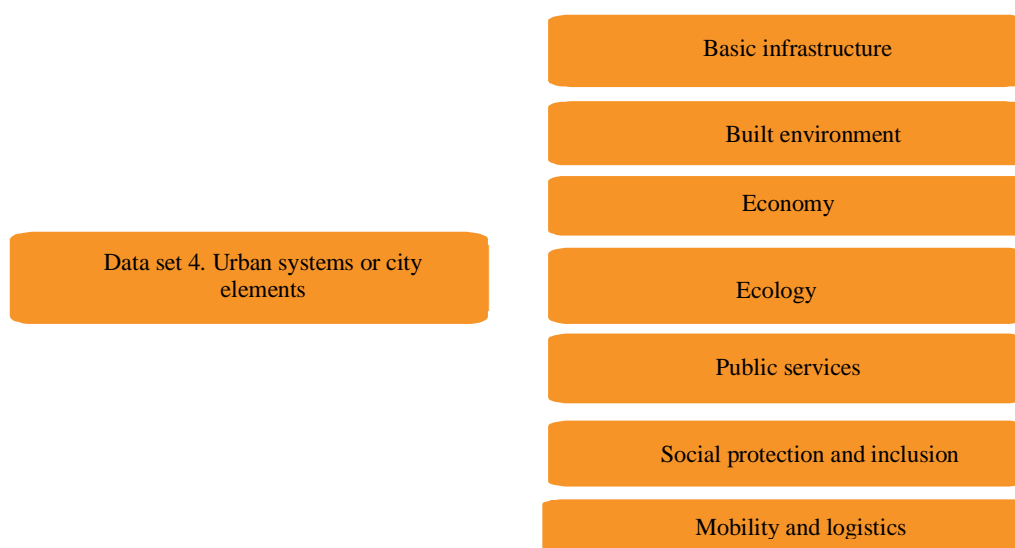 Basic infrastructure
Built environment
Economy
Data set 4. Urban systems or city
elements
Ecology
Public services
Social protection and inclusion
Mobility and logistics